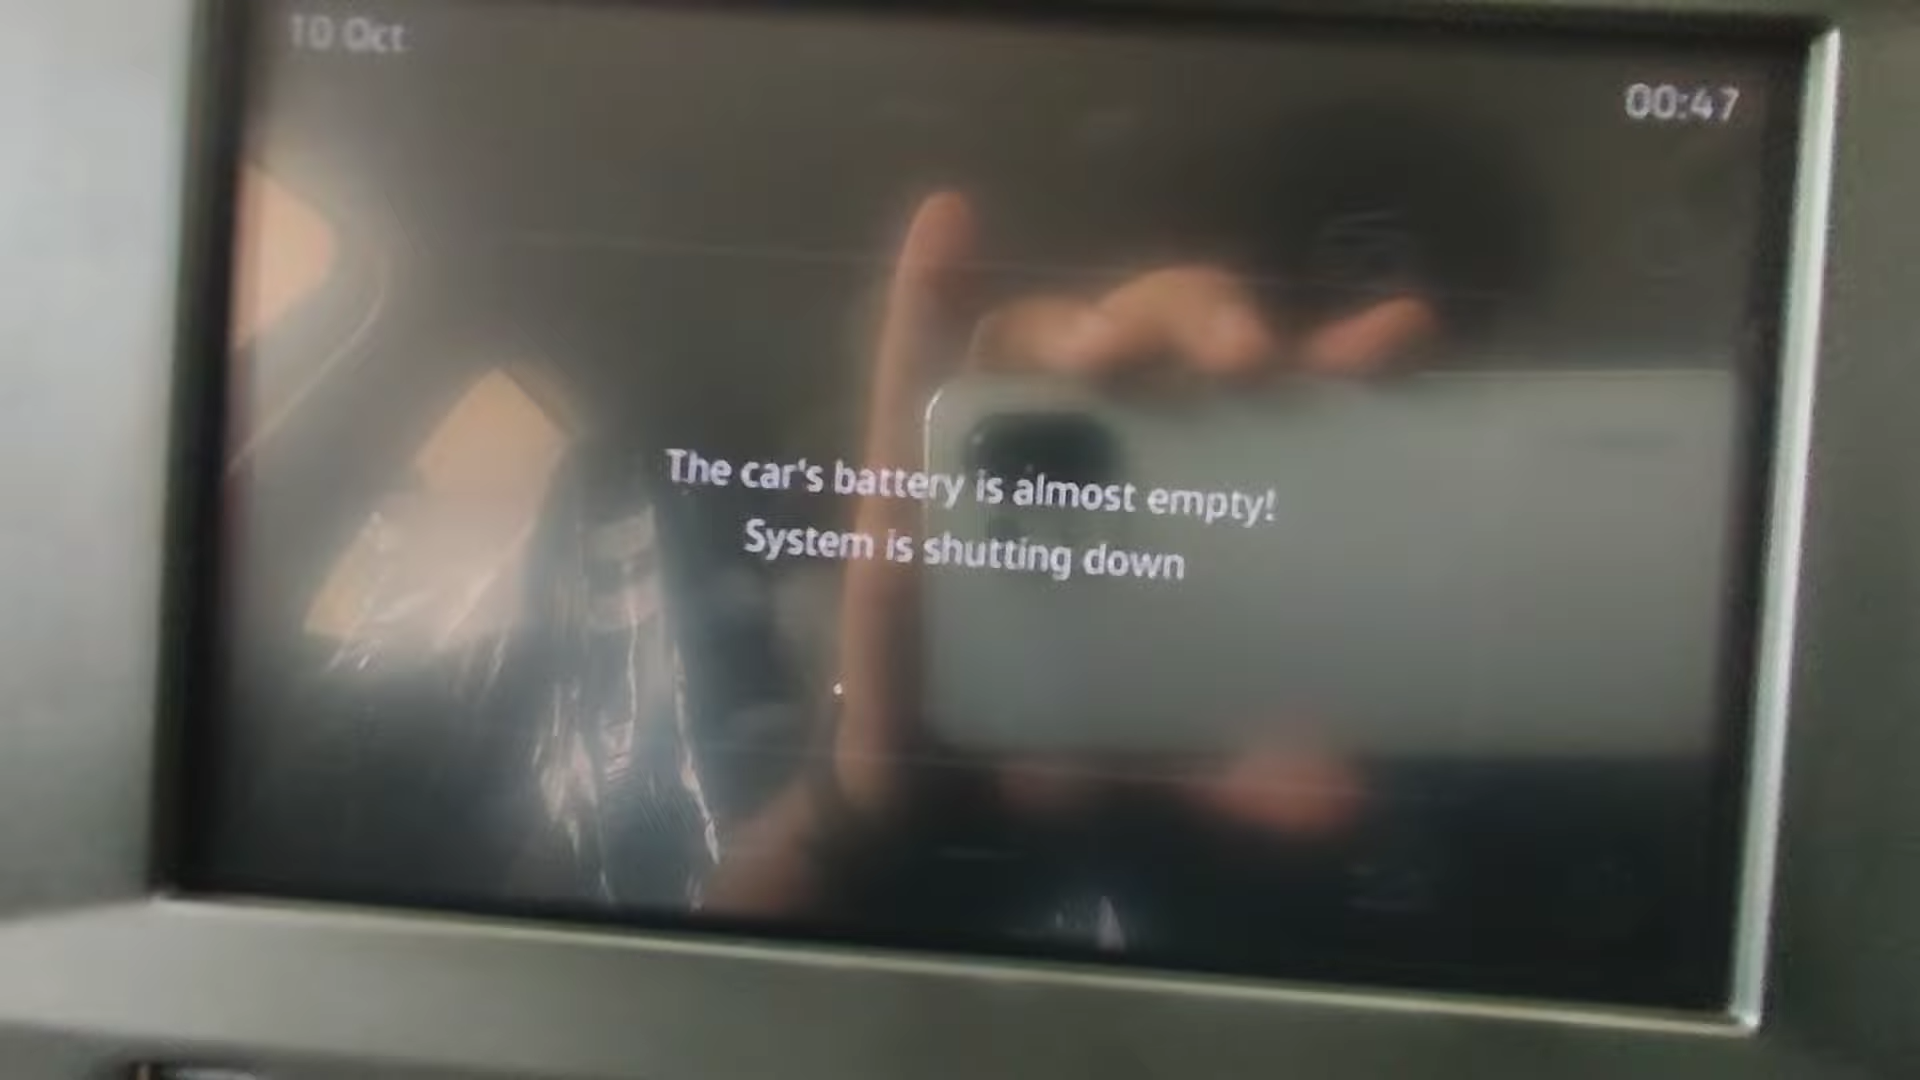 10 Oct
00:47
The car's battery is almost empty!
System is shutting down